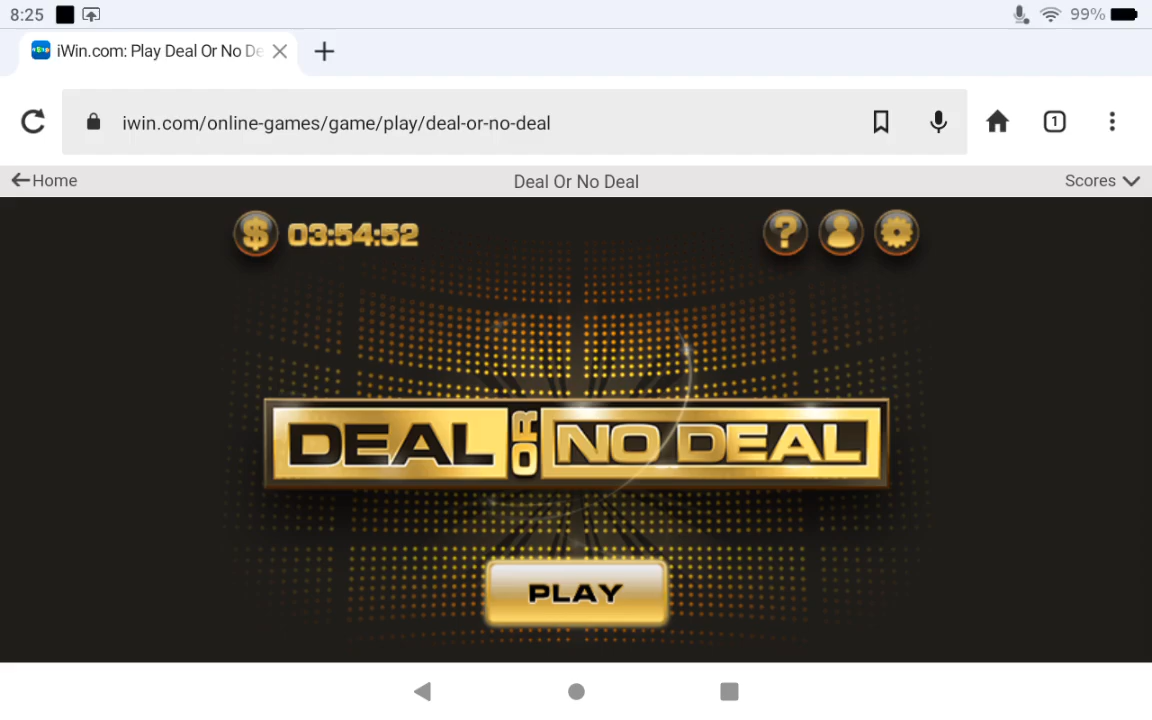 8:25 99%
iWin.com: Play Deal Or No De
iwin.com/online-games/game/play/deal-or-no-deal 1
Home Deal Or No Deal Scores
$ 03:54:52 ?
DEAL OR NO DEAL
PLAY